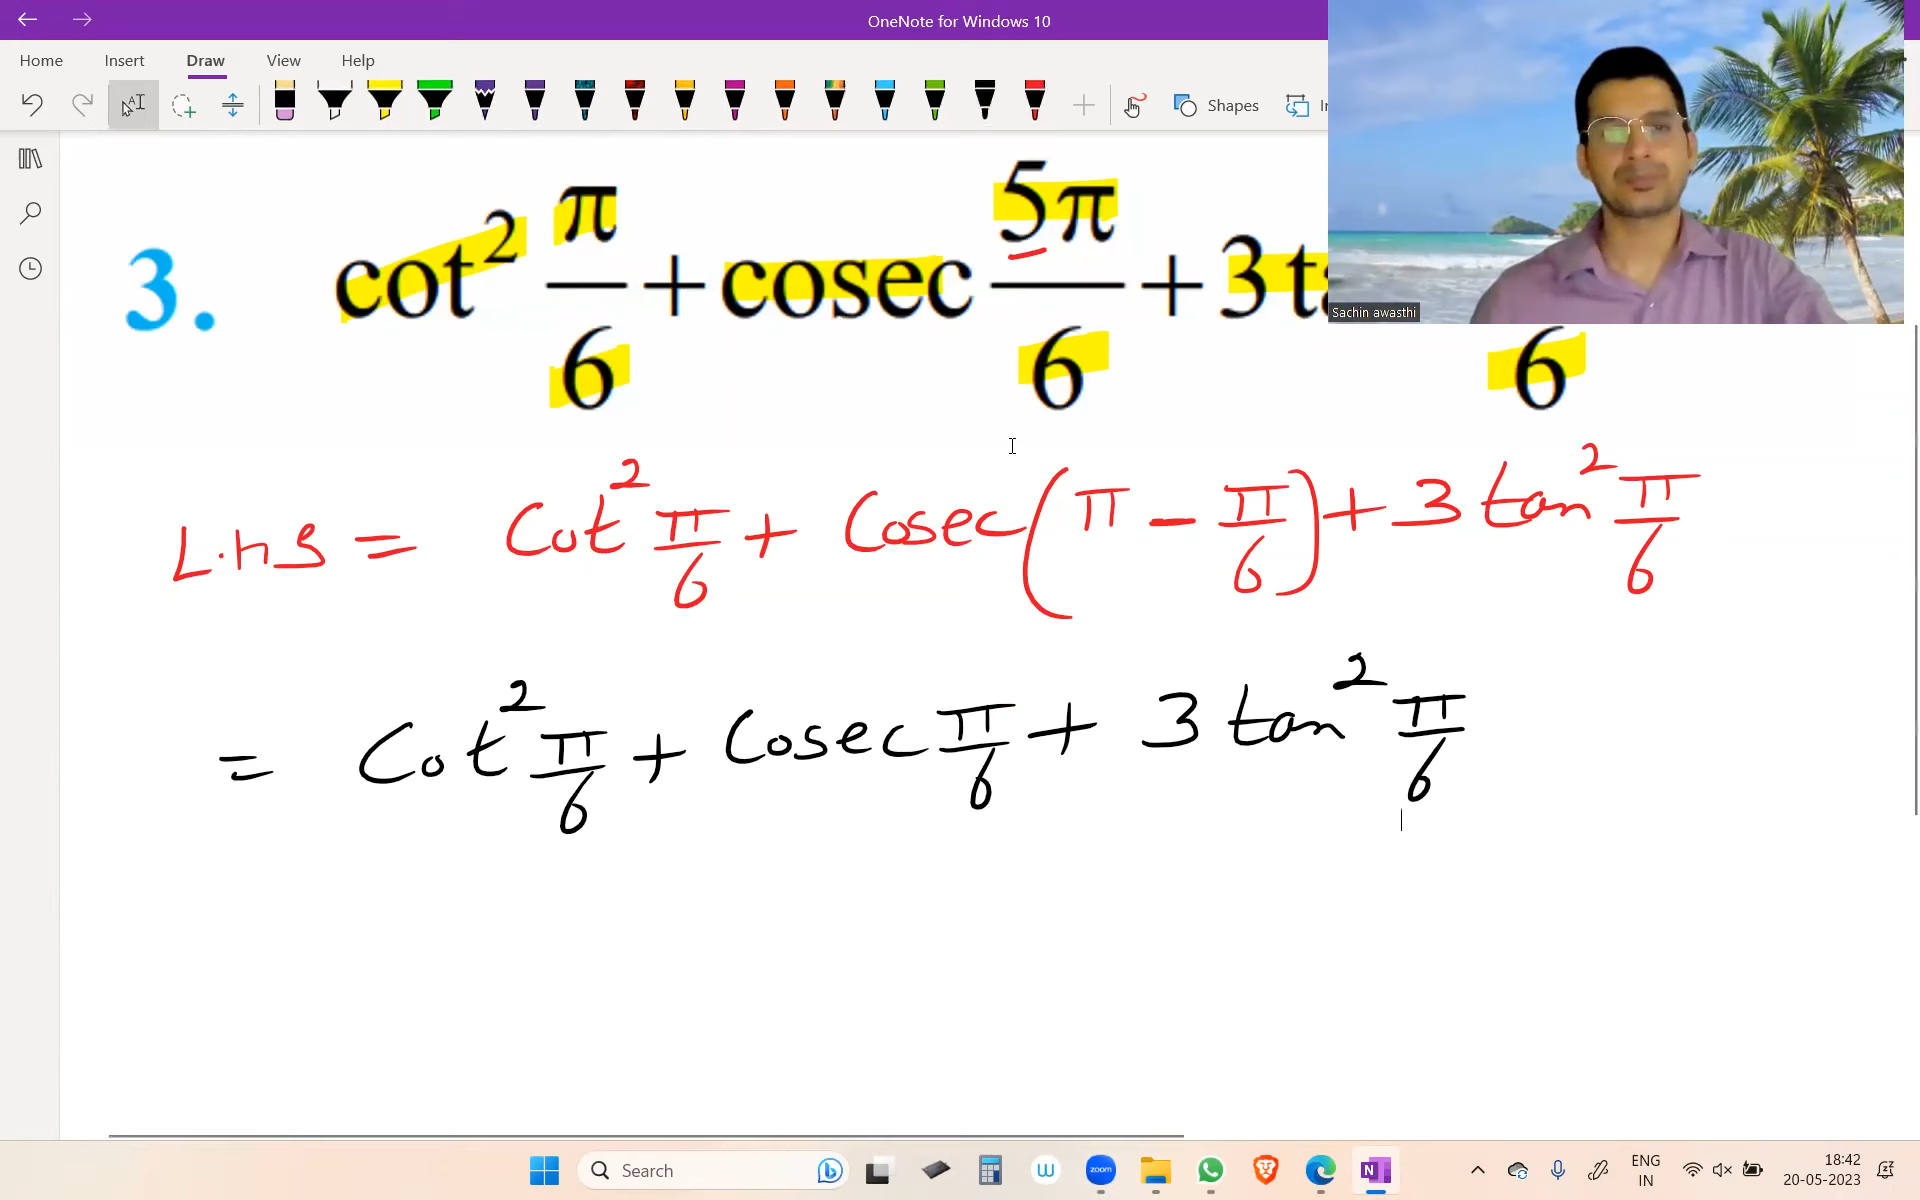 OneNote for Windows 10
Home Insert Draw View Help
Shapes
Sachin awasthi
3. cot² π/6 + cosec 5π/6 + 3 t 6
L.h.S = Cot² π/6 + Cosec(π - π/6) + 3 tan² π/6
= Cot² π/6 + Cosec π/6 + 3 tan² π/6
Search
zoom
ENG
IN
18:42
20-05-2023